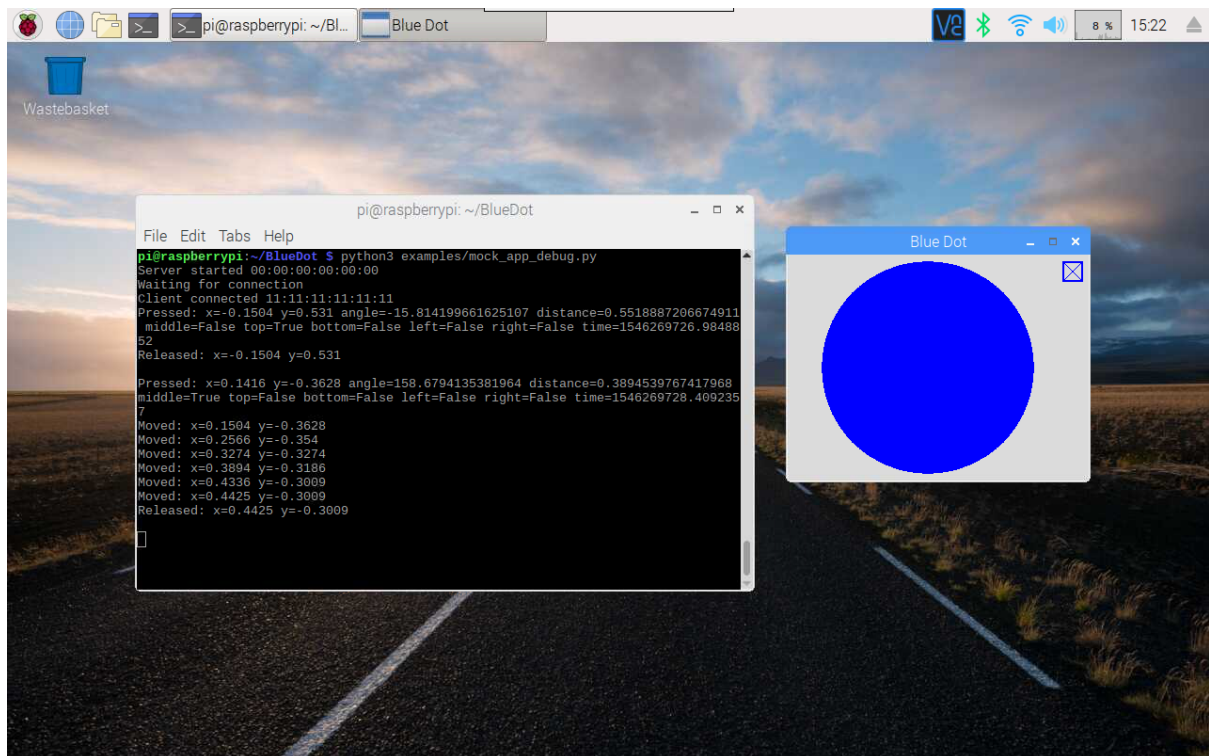 pi@raspberrypi: ~/Bl...
Blue Dot
8 %
15:22
Wastebasket
pi@raspberrypi: ~/BlueDot
File Edit Tabs Help
pi@raspberrypi:~/BlueDot $ python3 examples/mock_app_debug.py
Server started 00:00:00:00:00:00
Waiting for connection
Client connected 11:11:11:11:11:11
Pressed: x=-0.1504 y=0.531 angle=-15.814199661625107 distance=0.5518887206674911
middle=False top=True bottom=False left=False right=False time=1546269726.98488
52
Released: x=-0.1504 y=0.531
Pressed: x=0.1416 y=-0.3628 angle=158.6794135381964 distance=0.3894539767417968
middle=True top=False bottom=False left=False right=False time=1546269728.409235
7
Moved: x=0.1504 y=-0.3628
Moved: x=0.2566 y=-0.354
Moved: x=0.3274 y=-0.3274
Moved: x=0.3894 y=-0.3186
Moved: x=0.4336 y=-0.3009
Moved: x=0.4425 y=-0.3009
Released: x=0.4425 y=-0.3009
Blue Dot